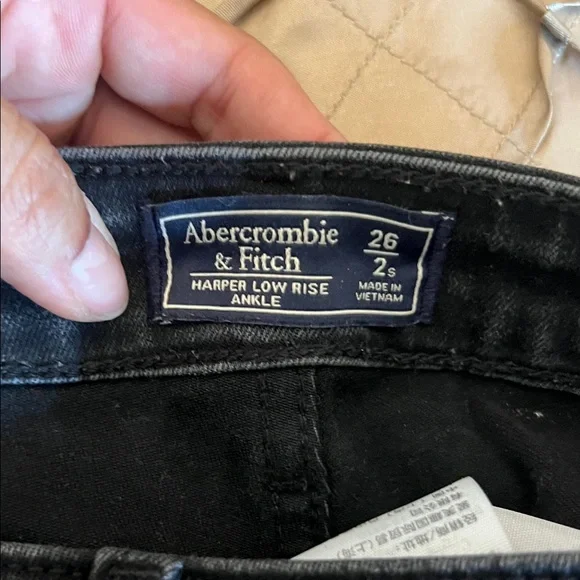 Abercrombie
& Fitch
HARPER LOW RISE
ANKLE
26
2s
MADE IN
VIETNAM